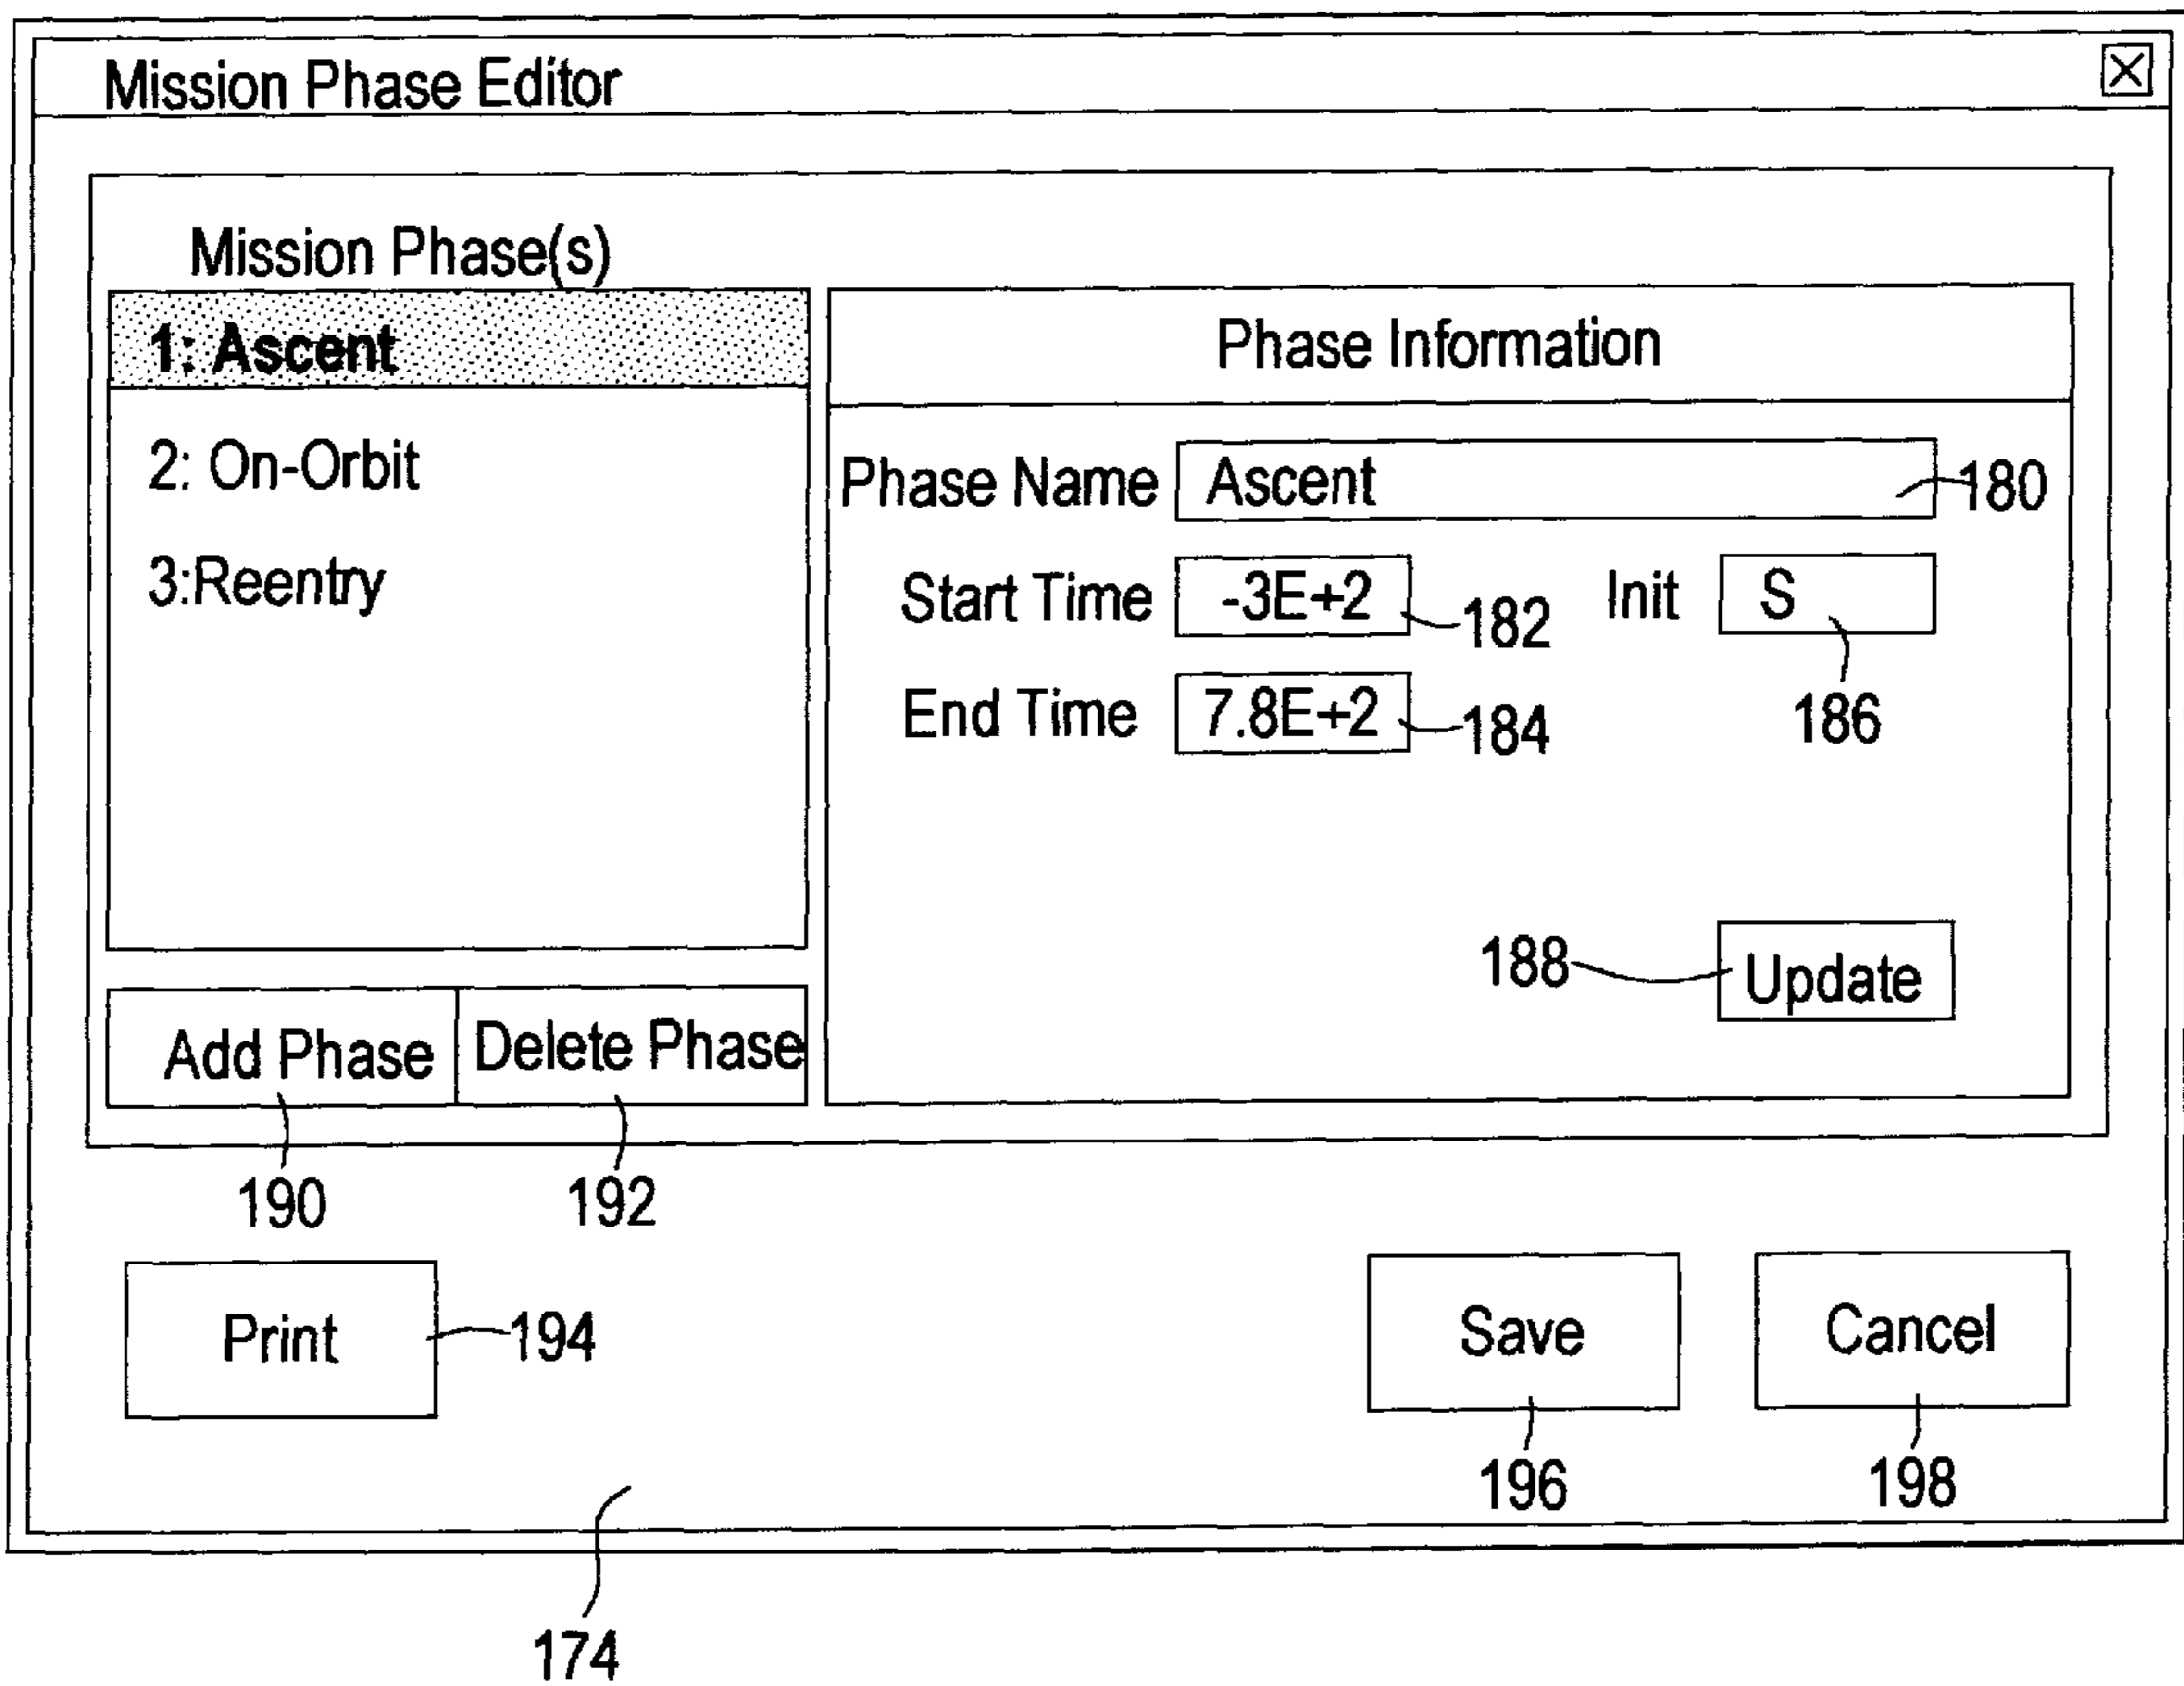 Mission Phase Editor
Mission Phase(s)
1: Ascent
2: On-Orbit
3:Reentry
Add Phase
Delete Phase
190
192
Phase Information
Phase Name
Ascent
180
Start Time
-3E+2
182
Init
S
186
End Time
7.8E+2
184
188
Update
Print
194
Save
196
Cancel
198
174